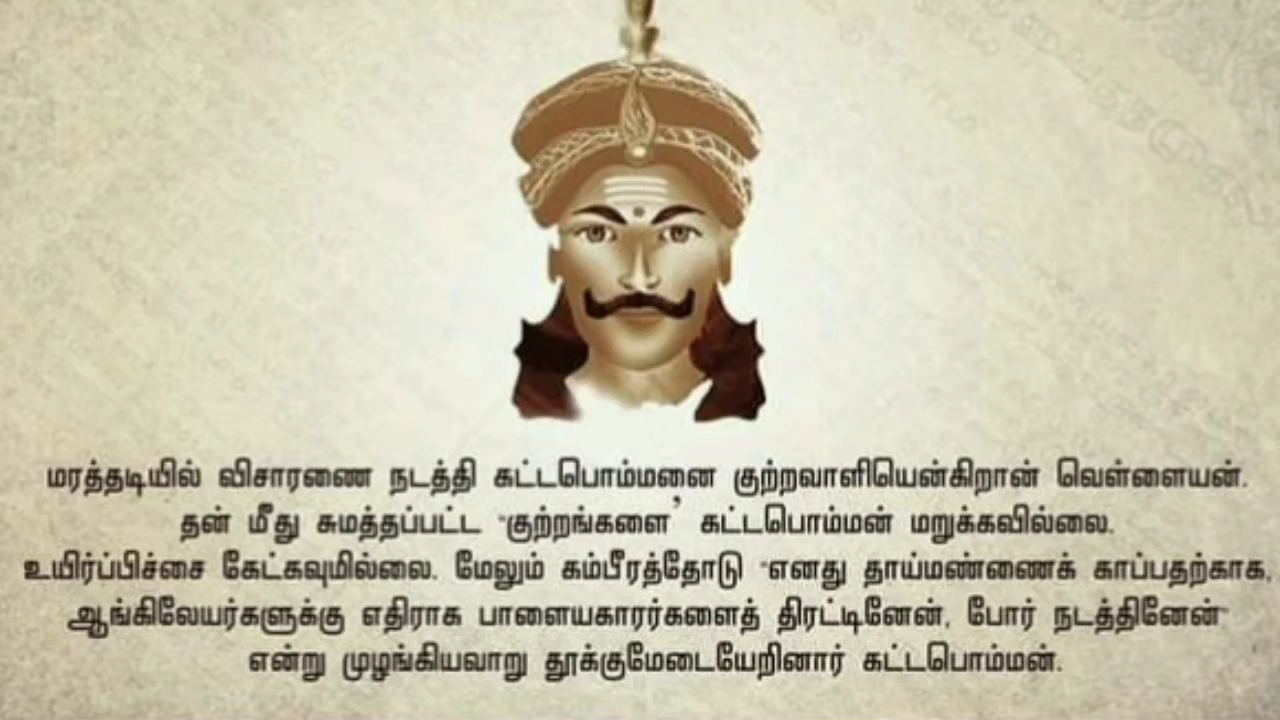 மரத்தடியில் விசாரணை நடத்தி கட்டபொம்மனை குற்றவாளியென்கிறான் வெள்ளையன்.
தன் மீது சுமத்தப்பட்ட "குற்றங்களை' கட்டபொம்மன் மறுக்கவில்லை.
உயிர்ப்பிச்சை கேட்கவுமில்லை. மேலும் கம்பீரத்தோடு "எனது தாய்மண்ணைக் காப்பதற்காக,
ஆங்கிலேயர்களுக்கு எதிராக பாளையகாரர்களைத் திரட்டினேன், போர் நடத்தினேன்"
என்று முழங்கியவாறு தூக்குமேடையேறினார் கட்டபொம்மன்.